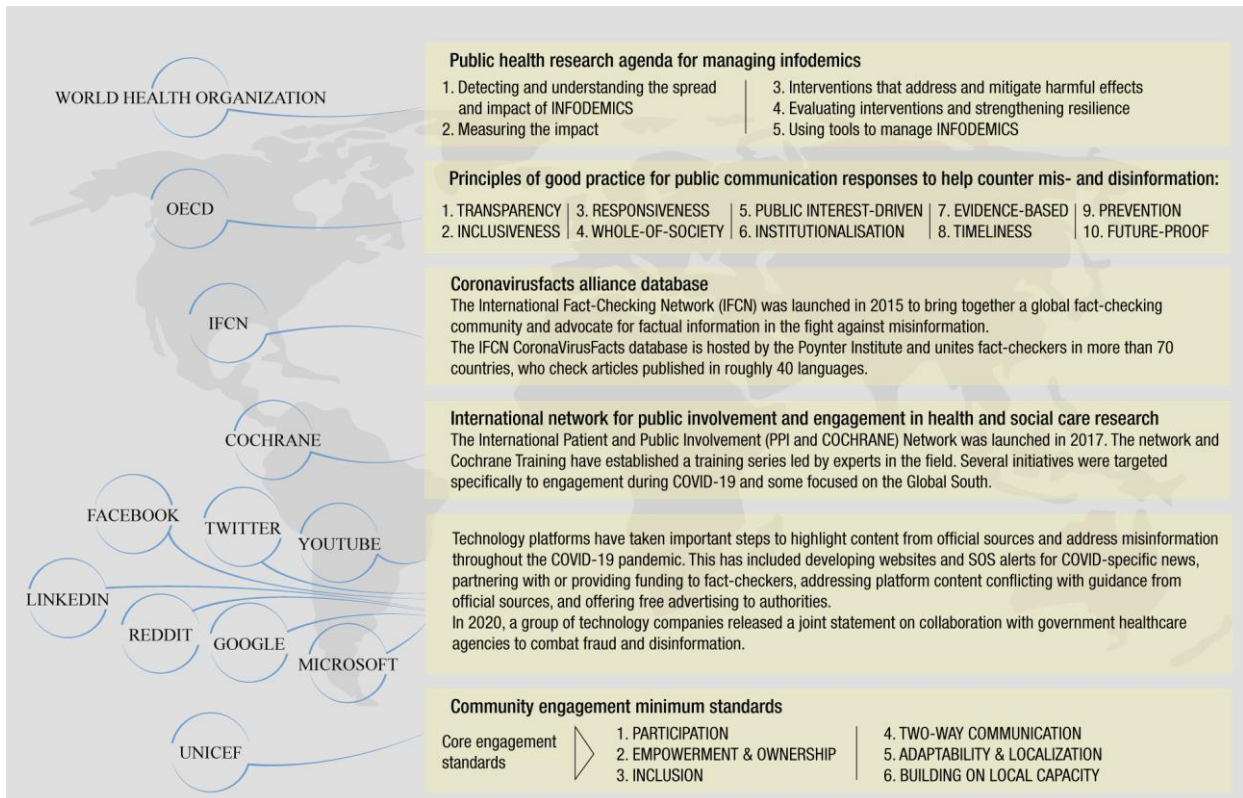 WORLD HEALTH ORGANIZATION
Public health research agenda for managing infodemics
1. Detecting and understanding the spread
and impact of INFODEMICS
2. Measuring the impact
3. Interventions that address and mitigate harmful effects
4. Evaluating interventions and strengthening resilience
5. Using tools to manage INFODEMICS
OECD
Principles of good practice for public communication responses to help counter mis- and disinformation:
1. TRANSPARENCY
2. INCLUSIVENESS
3. RESPONSIVENESS
4. WHOLE-OF-SOCIETY
5. PUBLIC INTEREST-DRIVEN
6. INSTITUTIONALISATION
7. EVIDENCE-BASED
8. TIMELINESS
9. PREVENTION
10. FUTURE-PROOF
IFCN
Coronavirusfacts alliance database
The International Fact-Checking Network (IFCN) was launched in 2015 to bring together a global fact-checking
community and advocate for factual information in the fight against misinformation.
The IFCN CoronaVirusFacts database is hosted by the Poynter Institute and unites fact-checkers in more than 70
countries, who check articles published in roughly 40 languages.
COCHRANE
International network for public involvement and engagement in health and social care research
The International Patient and Public Involvement (PPI and COCHRANE) Network was launched in 2017. The network and
Cochrane Training have established a training series led by experts in the field. Several initiatives were targeted
specifically to engagement during COVID-19 and some focused on the Global South.
FACEBOOK
TWITTER
YOUTUBE
LINKEDIN
REDDIT
GOOGLE
MICROSOFT
Technology platforms have taken important steps to highlight content from official sources and address misinformation
throughout the COVID-19 pandemic. This has included developing websites and SOS alerts for COVID-specific news,
partnering with or providing funding to fact-checkers, addressing platform content conflicting with guidance from
official sources, and offering free advertising to authorities.
In 2020, a group of technology companies released a joint statement on collaboration with government healthcare
agencies to combat fraud and disinformation.
UNICEF
Community engagement minimum standards
Core engagement
standards
1. PARTICIPATION
2. EMPOWERMENT & OWNERSHIP
3. INCLUSION
4. TWO-WAY COMMUNICATION
5. ADAPTABILITY & LOCALIZATION
6. BUILDING ON LOCAL CAPACITY